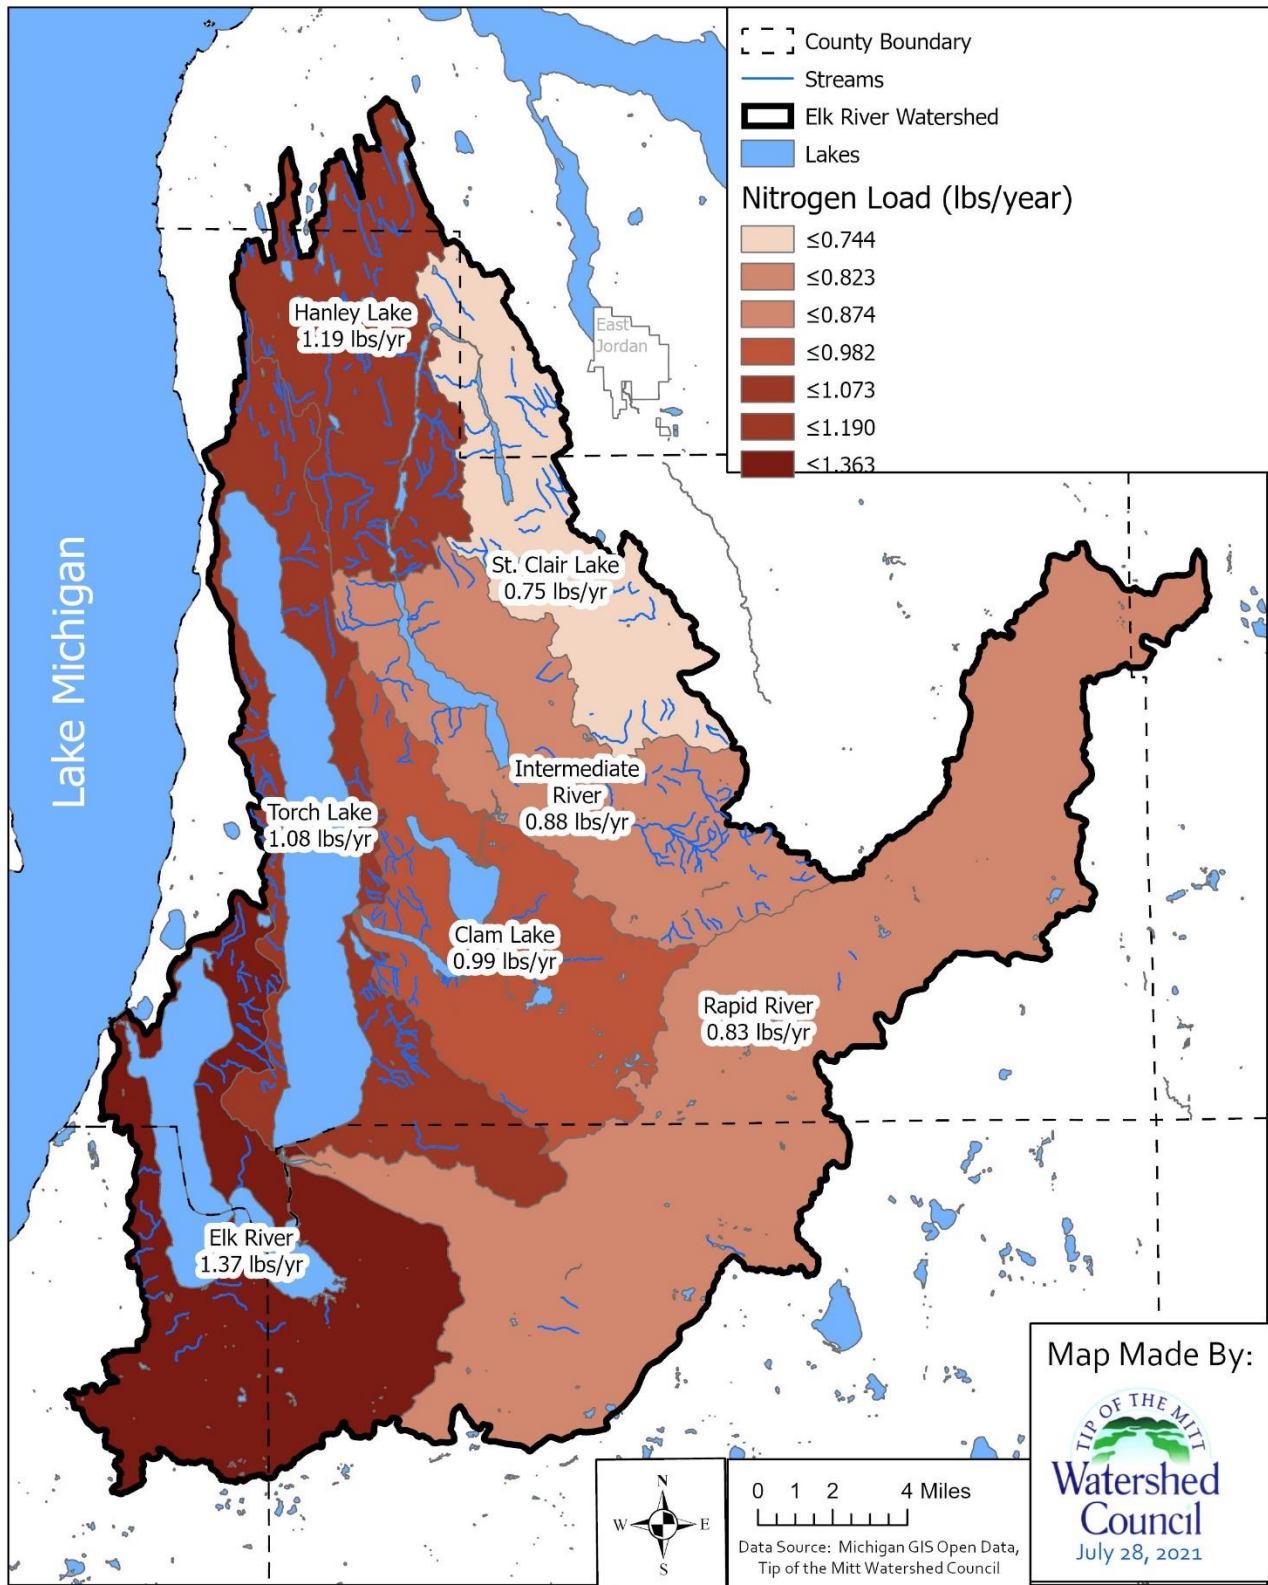 County Boundary
Streams
Elk River Watershed
Lakes
Nitrogen Load (lbs/year)
≤0.744
≤0.823
≤0.874
≤0.982
≤1.073
≤1.190
≤1.363
East
Jordan
Hanley Lake
1.19 lbs/yr
St. Clair Lake
0.75 lbs/yr
Lake Michigan
Intermediate
River
0.88 lbs/yr
Torch Lake
1.08 lbs/yr
Clam Lake
0.99 lbs/yr
Rapid River
0.83 lbs/yr
Elk River
1.37 lbs/yr
N
W
E
S
0 1 2 4 Miles
Data Source: Michigan GIS Open Data,
Tip of the Mitt Watershed Council
Map Made By:
TIP OF THE MITT
Watershed
Council
July 28, 2021